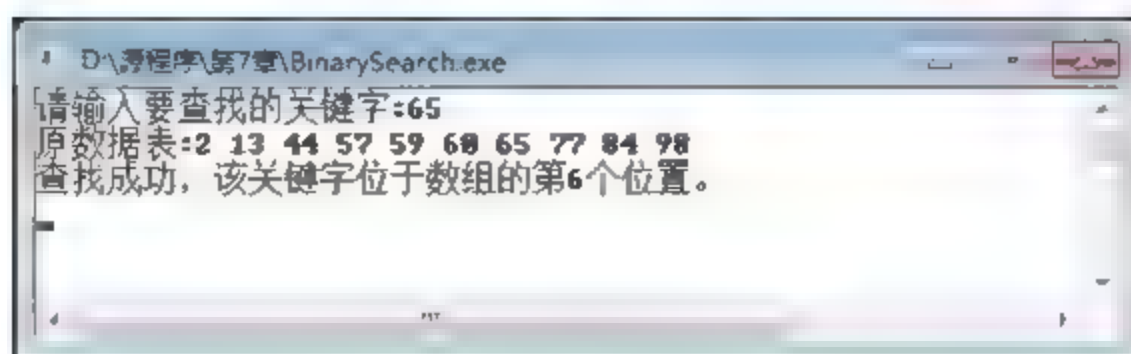 D:\源程序\第7章\BinarySearch.exe
请输入要查找的关键字:65
原数据表:2 13 44 57 59 60 65 77 84 98
查找成功，该关键字位于数组的第6个位置。